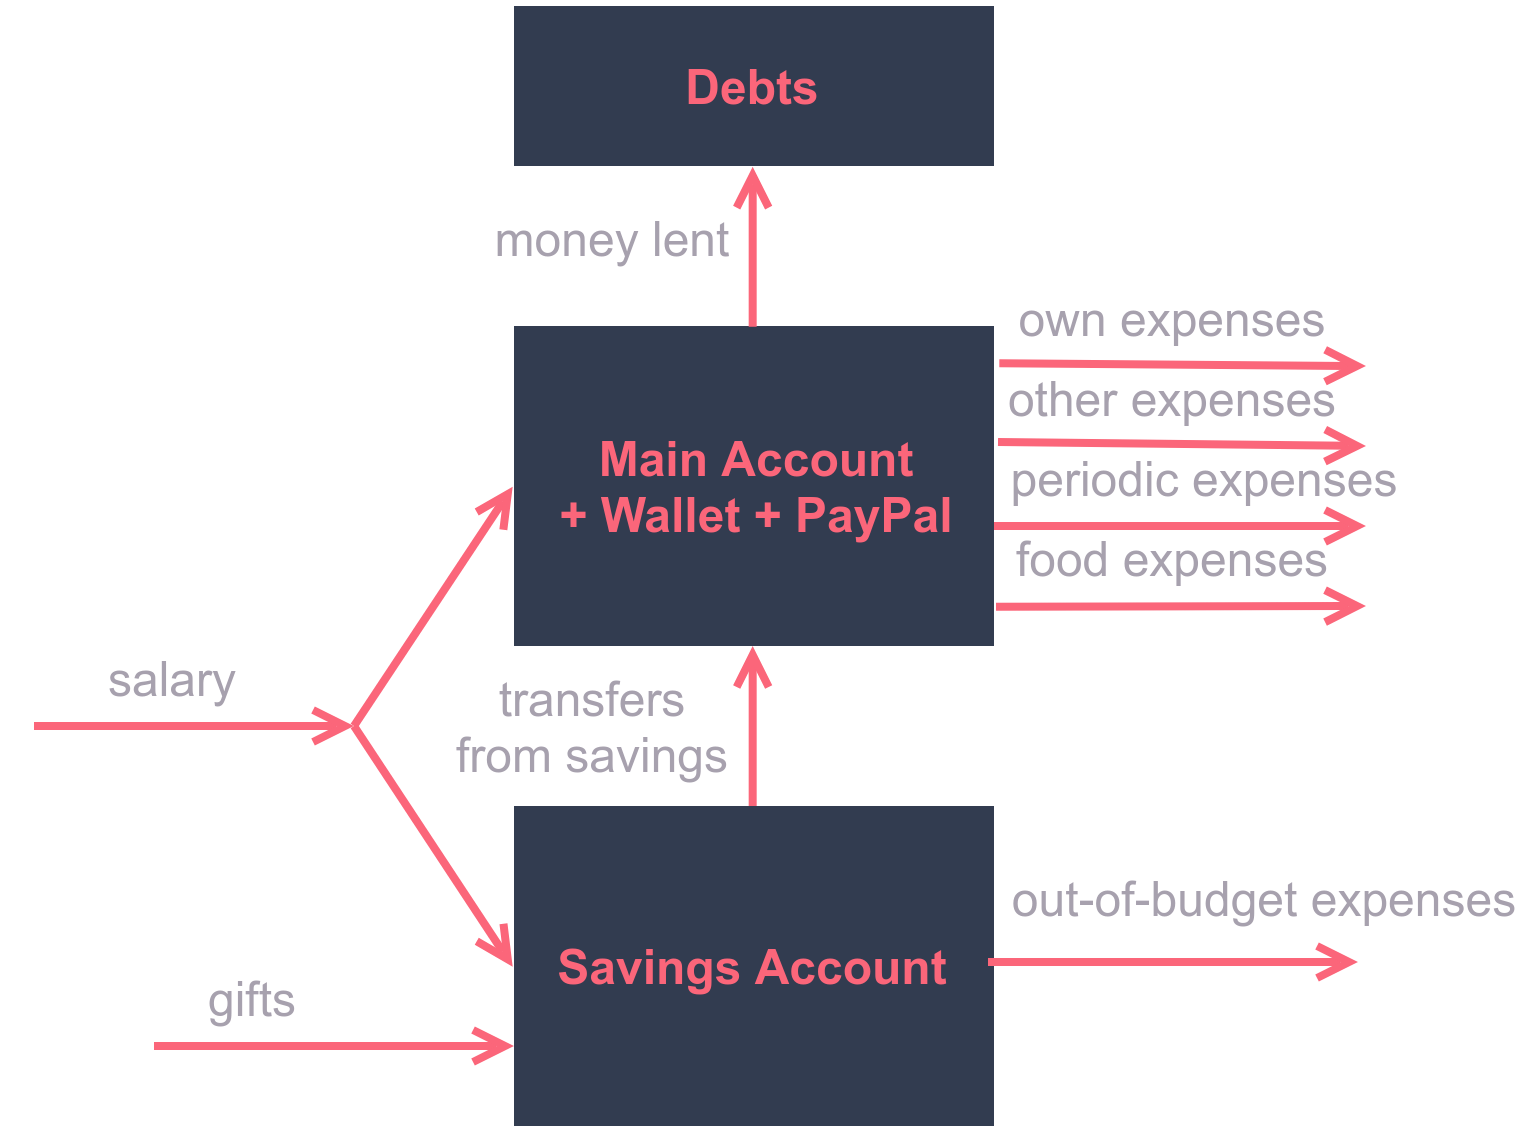 Debts
money lent
own expenses
other expenses
Main Account
+ Wallet + PayPal
periodic expenses
food expenses
salary
transfers
from savings
out-of-budget expenses
Savings Account
gifts